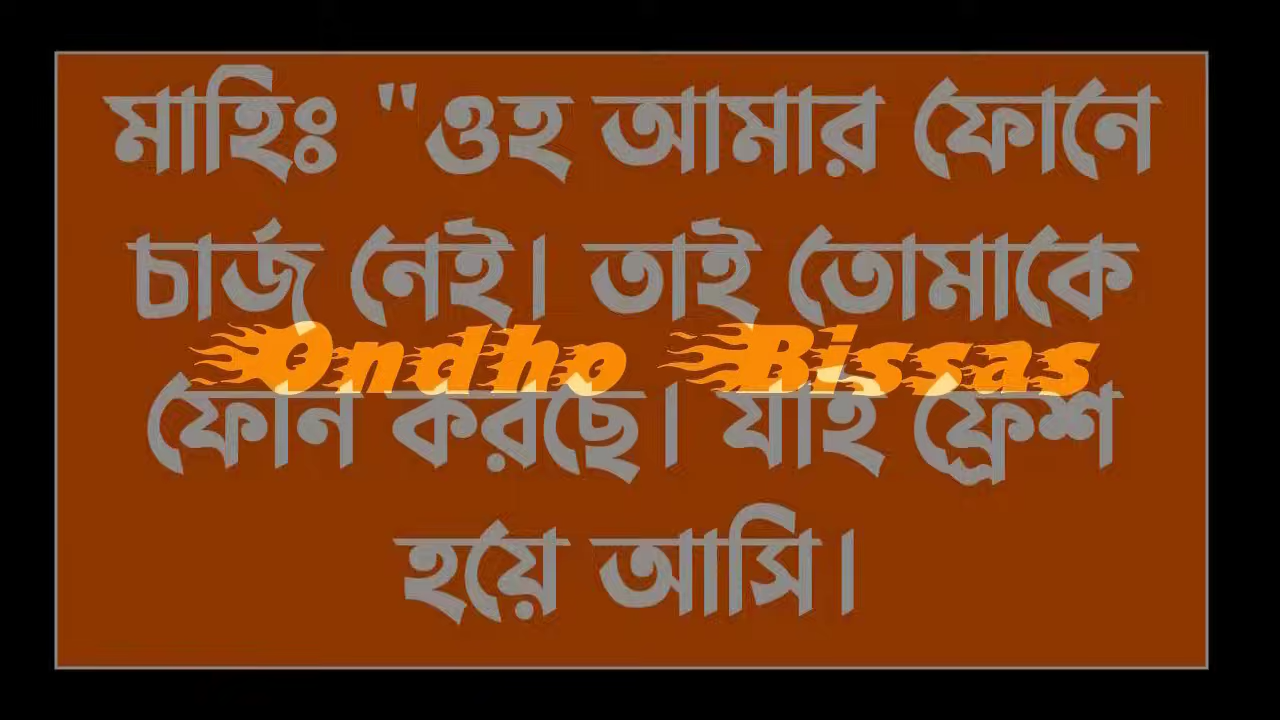 মাহিঃ "ওহ আমার ফোনে
চার্জ নেই। তাই তোমাকে
Ondho Bissas
ফোন করছে। যাই ফ্রেশ
হয়ে আসি।